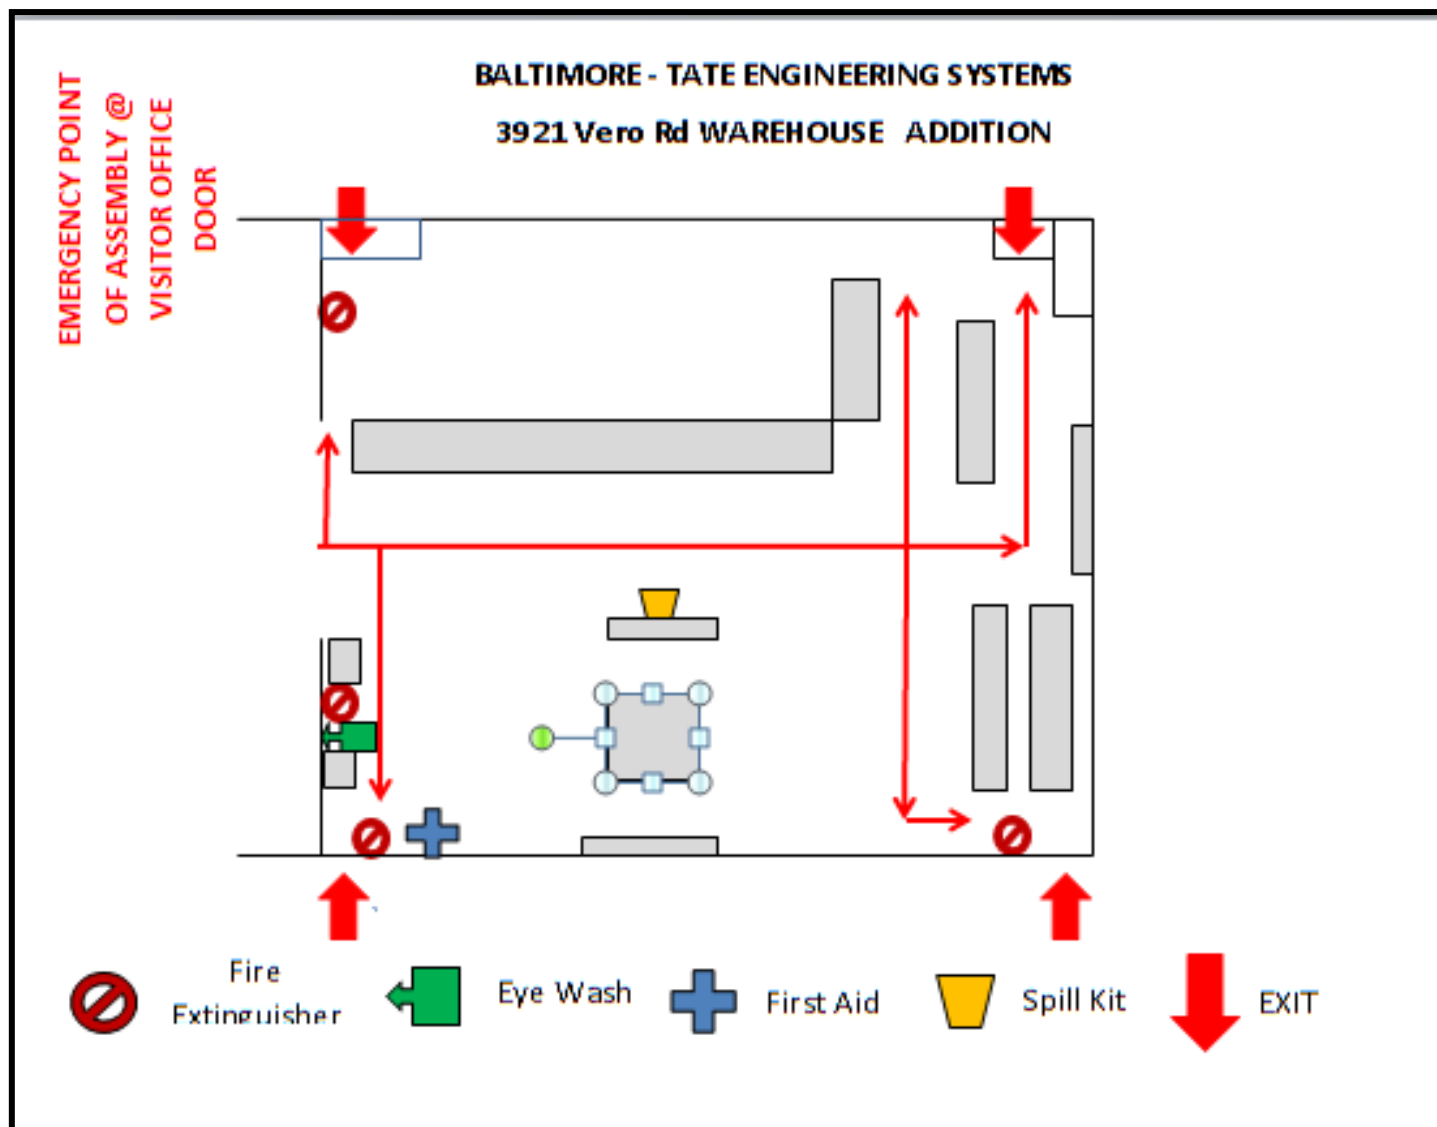 BALTIMORE - TATE ENGINEERING SYSTEMS
3921 Vero Rd WAREHOUSE ADDITION
EMERGENCY POINT
OF ASSEMBLY @
VISITOR OFFICE
DOOR
Fire
Extinguisher
Eye Wash
First Aid
Spill Kit
EXIT